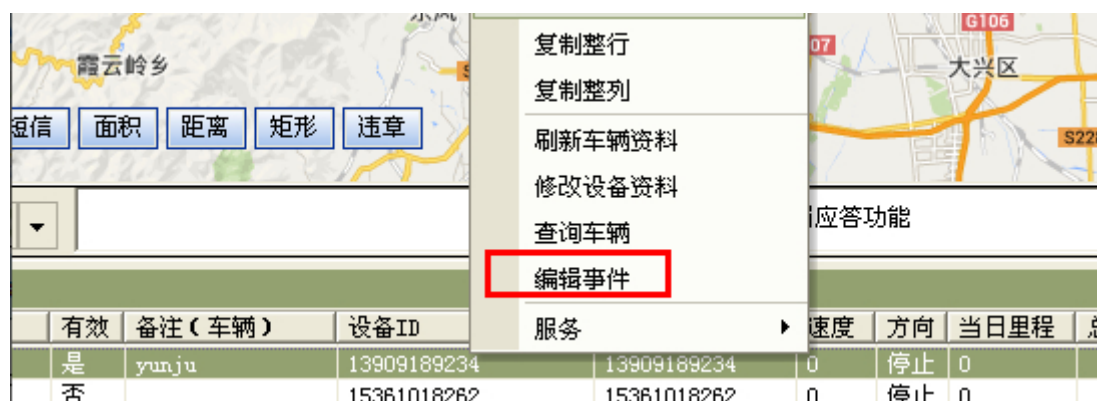 G106
霞云岭乡
复制整行
07
大兴区
复制整列
短信 面积 距离 矩形 违章
刷新车辆资料
S228
修改设备资料
查询车辆
应答功能
编辑事件
服务
有效 备注(车辆) 设备ID 速度 方向 当日里程 总
是 yunju 13909189234 13909189234 0 停止 0
否 15361018262 15361018262 0 停止 0